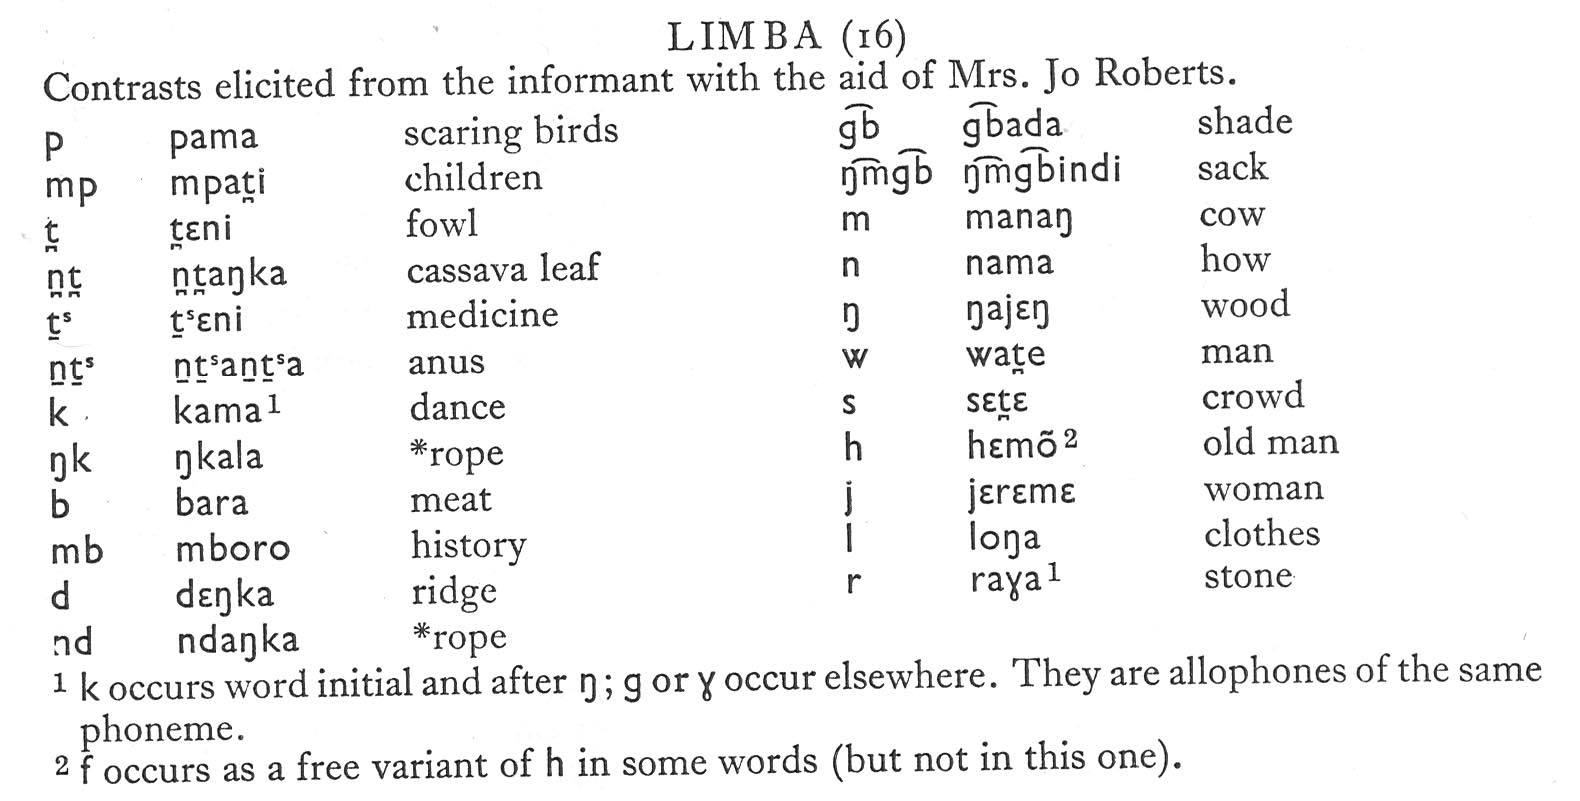 LIMBA (16)
Contrasts elicited from the informant with the aid of Mrs. Jo Roberts.
p pama scaring birds
mp mpat̪i children
t̪ t̪ɛni fowl
n̪t̪ n̪t̪aŋka cassava leaf
t̠ˢ t̠ˢɛni medicine
n̠t̠ˢ n̠t̠ˢan̠t̠ˢa anus
k kama¹ dance
ŋk ŋkala *rope
b bara meat
mb mboro history
d dɛŋka ridge
nd ndaŋka *rope
g͡b g͡bada shade
ŋ͡mg͡b ŋ͡mg͡bindi sack
m manaŋ cow
n nama how
ŋ ŋajɛŋ wood
w wat̪e man
s sɛt̪ɛ crowd
h hɛmõ² old man
j jɛrɛmɛ woman
l loŋa clothes
r raɣa¹ stone
¹ k occurs word initial and after ŋ; g or ɣ occur elsewhere. They are allophones of the same
phoneme.
² f occurs as a free variant of h in some words (but not in this one).